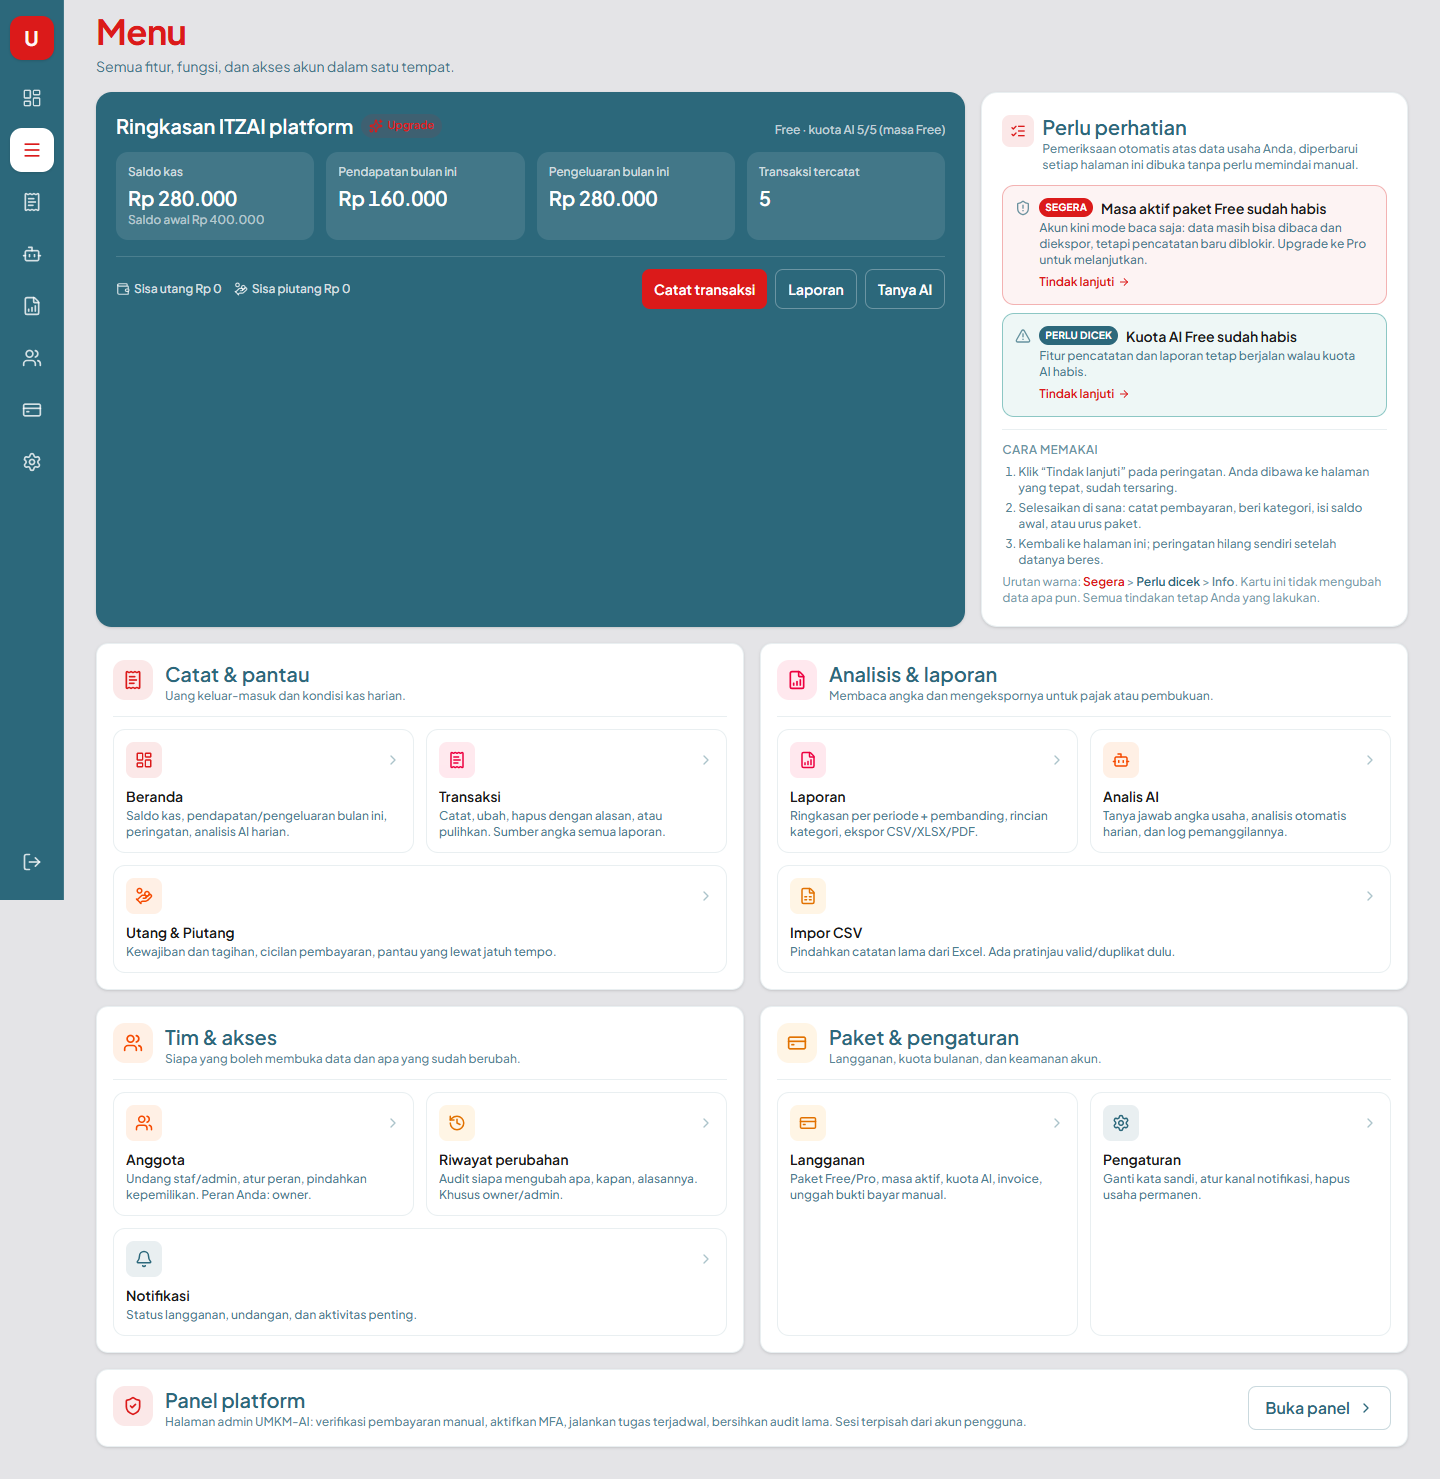 U
Menu
Semua fitur, fungsi, dan akses akun dalam satu tempat.
Ringkasan ITZAI platform
Upgrade
Free · kuota AI 5/5 (masa Free)
Saldo kas
Rp 280.000
Saldo awal Rp 400.000
Pendapatan bulan ini
Rp 160.000
Pengeluaran bulan ini
Rp 280.000
Transaksi tercatat
5
Sisa utang Rp 0
Sisa piutang Rp 0
Catat transaksi
Laporan
Tanya AI
Perlu perhatian
Pemeriksaan otomatis atas data usaha Anda, diperbarui
setiap halaman ini dibuka tanpa perlu memindai manual.
SEGERA
Masa aktif paket Free sudah habis
Akun kini mode baca saja: data masih bisa dibaca dan
diekspor, tetapi pencatatan baru diblokir. Upgrade ke Pro
untuk melanjutkan.
Tindak lanjuti →
PERLU DICEK
Kuota AI Free sudah habis
Fitur pencatatan dan laporan tetap berjalan walau kuota
AI habis.
Tindak lanjuti →
CARA MEMAKAI
1. Klik “Tindak lanjuti” pada peringatan. Anda dibawa ke halaman
yang tepat, sudah tersaring.
2. Selesaikan di sana: catat pembayaran, beri kategori, isi saldo
awal, atau urus paket.
3. Kembali ke halaman ini; peringatan hilang sendiri setelah
datanya beres.
Urutan warna: Segera > Perlu dicek > Info. Kartu ini tidak mengubah
data apa pun. Semua tindakan tetap Anda yang lakukan.
Catat & pantau
Uang keluar-masuk dan kondisi kas harian.
Beranda
Saldo kas, pendapatan/pengeluaran bulan ini,
peringatan, analisis AI harian.
Transaksi
Catat, ubah, hapus dengan alasan, atau
pulihkan. Sumber angka semua laporan.
Utang & Piutang
Kewajiban dan tagihan, cicilan pembayaran, pantau yang lewat jatuh tempo.
Analisis & laporan
Membaca angka dan mengekspornya untuk pajak atau pembukuan.
Laporan
Ringkasan per periode + pembanding, rincian
kategori, ekspor CSV/XLSX/PDF.
Analis AI
Tanya jawab angka usaha, analisis otomatis
harian, dan log pemanggilannya.
Impor CSV
Pindahkan catatan lama dari Excel. Ada pratinjau valid/duplikat dulu.
Tim & akses
Siapa yang boleh membuka data dan apa yang sudah berubah.
Anggota
Undang staf/admin, atur peran, pindahkan
kepemilikan. Peran Anda: owner.
Riwayat perubahan
Audit siapa mengubah apa, kapan, alasannya.
Khusus owner/admin.
Notifikasi
Status langganan, undangan, dan aktivitas penting.
Paket & pengaturan
Langganan, kuota bulanan, dan keamanan akun.
Langganan
Paket Free/Pro, masa aktif, kuota AI, invoice,
unggah bukti bayar manual.
Pengaturan
Ganti kata sandi, atur kanal notifikasi, hapus
usaha permanen.
Panel platform
Halaman admin UMKM-AI: verifikasi pembayaran manual, aktifkan MFA, jalankan tugas terjadwal, bersihkan audit lama. Sesi terpisah dari akun pengguna.
Buka panel